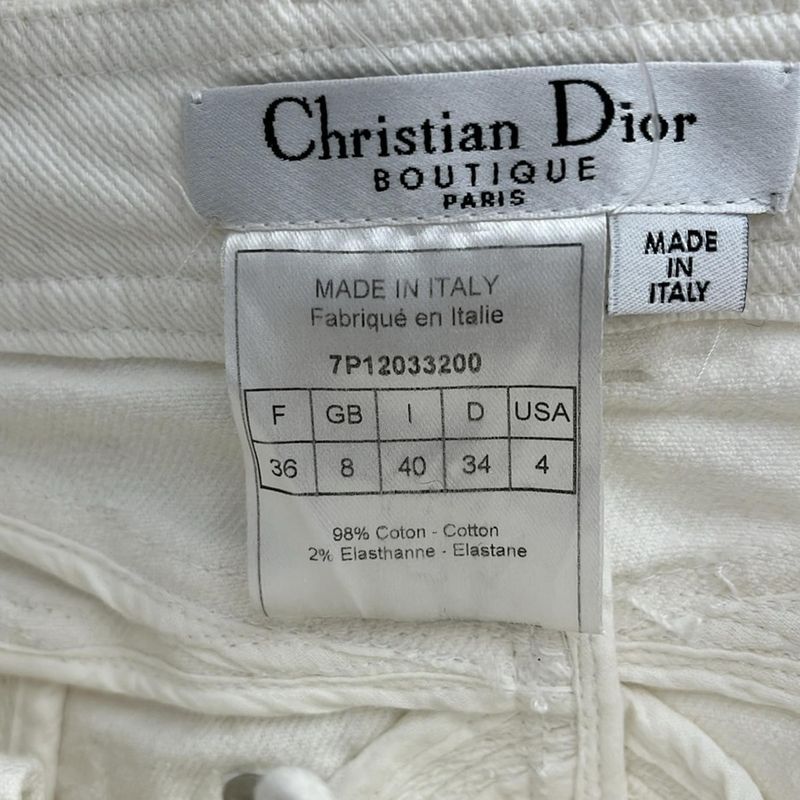 Christian Dior
BOUTIQUE
PARIS
MADE
IN
ITALY
MADE IN ITALY
Fabriqué en Italie
7P12033200
F GB I D USA
36 8 40 34 4
98% Coton - Cotton
2% Elasthanne - Elastane